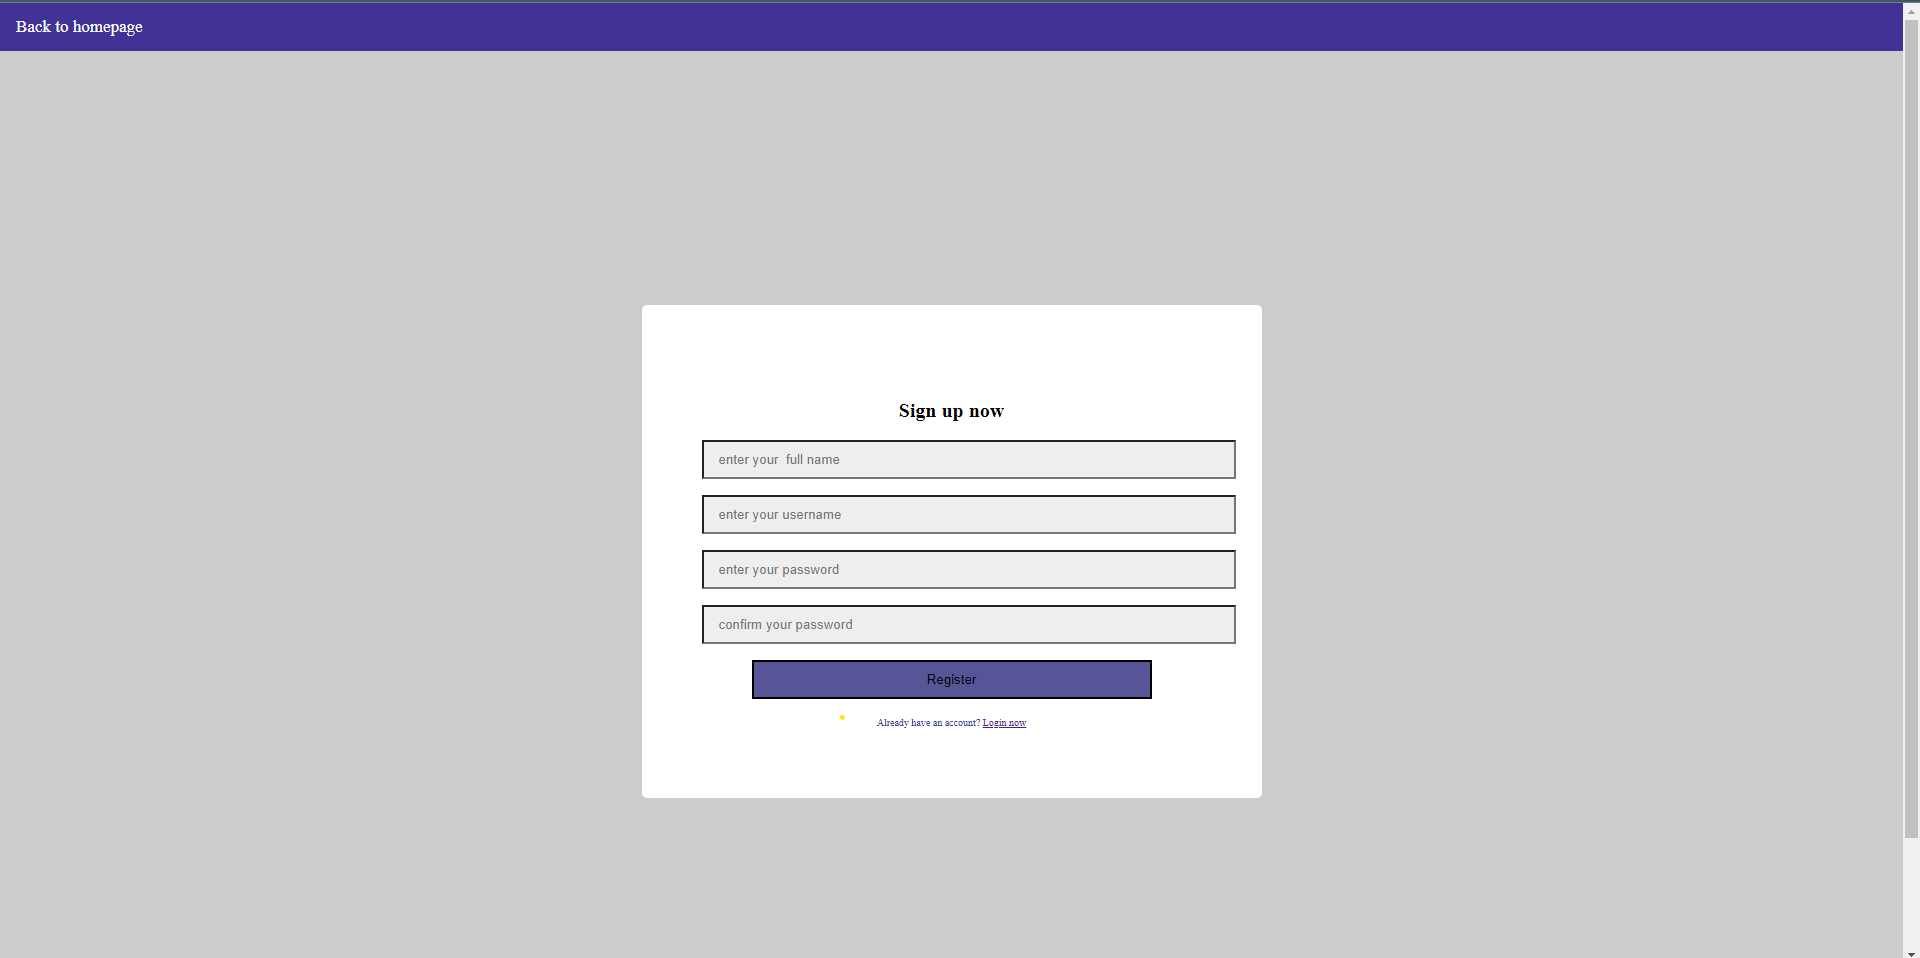 Back to homepage
Sign up now
enter your  full name
enter your username
enter your password
confirm your password
Register
Already have an account? Login now